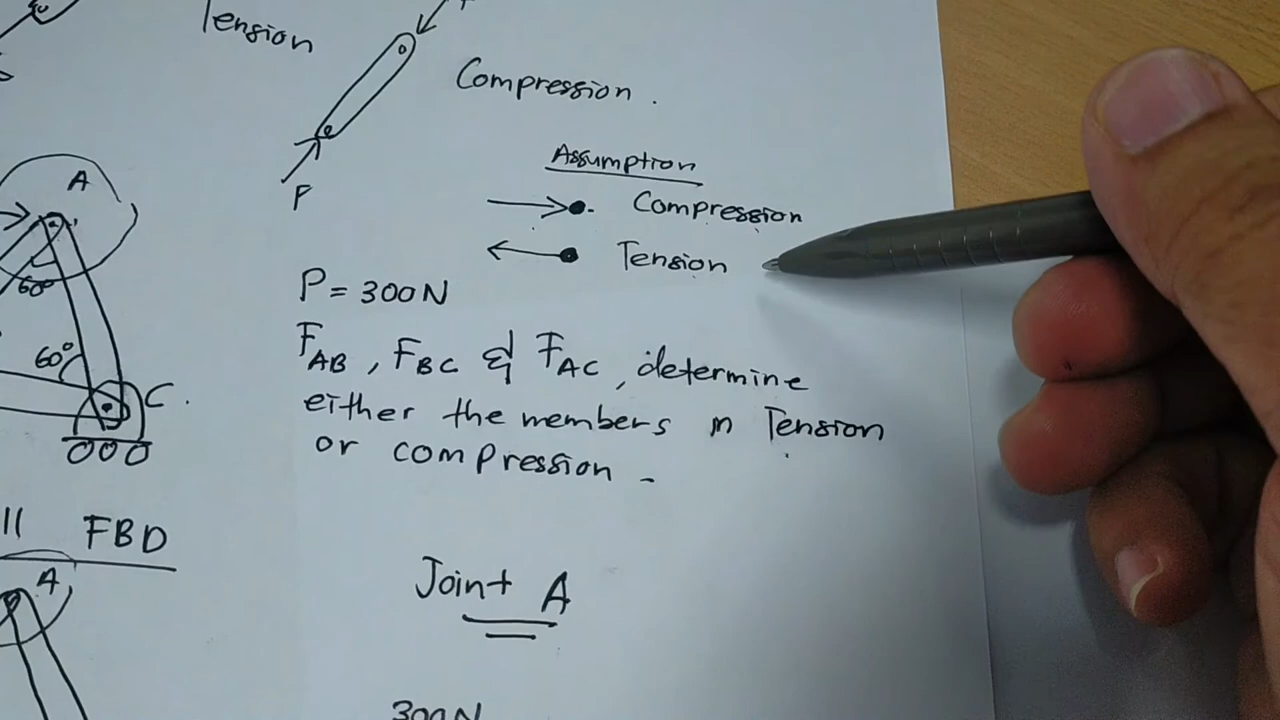 Tension
Compression.
P
Assumption
Compression
Tension
A
60°
P = 300N
60°
C.
FAB, FBC & FAC, determine
either the members in Tension
or compression.
FBD
A
Joint A
300N